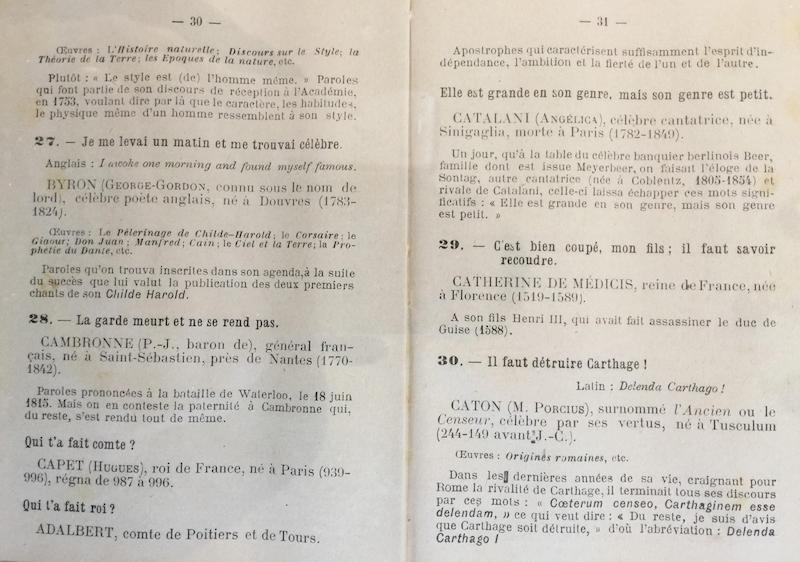 — 30 —
Œuvres : L'Histoire naturelle; Discours sur le Style; la
Théorie de la Terre; les Epoques de la nature, etc.
Plutôt : « Le style est (de) l'homme même. » Paroles
qui font partie de son discours de réception à l'Académie,
en 1753, voulant dire par là que le caractère, les habitudes,
le physique même d'un homme ressemblent à son style.
27. — Je me levai un matin et me trouvai célèbre.
Anglais : I awoke one morning and found myself famous.
BYRON (GEORGE-GORDON, connu sous le nom de
lord), célèbre poète anglais, né à Douvres (1783-
1824).
Œuvres : Le Pèlerinage de Childe-Harold; le Corsaire; le
Giaour; Don Juan; Manfred; Caïn; le Ciel et la Terre; la Pro-
phétie du Dante, etc.
Paroles qu'on trouva inscrites dans son agenda, à la suite
du succès que lui valut la publication des deux premiers
chants de son Childe Harold.
28. — La garde meurt et ne se rend pas.
CAMBRONNE (P.-J., baron de), général fran-
çais, né à Saint-Sébastien, près de Nantes (1770-
1842).
Paroles prononcées à la bataille de Waterloo, le 18 juin
1815. Mais on en conteste la paternité à Cambronne qui,
du reste, s'est rendu tout de même.
Qui t'a fait comte ?
CAPET (HUGUES), roi de France, né à Paris (939-
996), régna de 987 à 996.
Qui t'a fait roi ?
ADALBERT, comte de Poitiers et de Tours.
— 31 —
Apostrophes qui caractérisent suffisamment l'esprit d'in-
dépendance, l'ambition et la fierté de l'un et de l'autre.
Elle est grande en son genre, mais son genre est petit.
CATALANI (ANGÉLICA), célèbre cantatrice, née à
Sinigaglia, morte à Paris (1782-1849).
Un jour, qu'à la table du célèbre banquier berlinois Beer,
famille dont est issue Meyerbeer, on faisait l'éloge de la
Sontag, autre cantatrice (née à Coblentz, 1805-1854) et
rivale de Catalani, celle-ci laissa échapper ces mots signi-
ficatifs : « Elle est grande en son genre, mais son genre
est petit. »
29. — C'est bien coupé, mon fils; il faut savoir
recoudre.
CATHERINE DE MÉDICIS, reine de France, née
à Florence (1519-1589).
A son fils Henri III, qui avait fait assassiner le duc de
Guise (1588).
30. — Il faut détruire Carthage !
Latin : Delenda Carthago !
CATON (M. PORCIUS), surnommé l'Ancien ou le
Censeur, célèbre par ses vertus, né à Tusculum
(244-149 avant J.-C.).
Œuvres : Origines romaines, etc.
Dans les dernières années de sa vie, craignant pour
Rome la rivalité de Carthage, il terminait tous ses discours
par ces mots : « Cœterum censeo, Carthaginem esse
delendam, » ce qui veut dire : « Du reste, je suis d'avis
que Carthage soit détruite, » d'où l'abréviation : Delenda
Carthago !